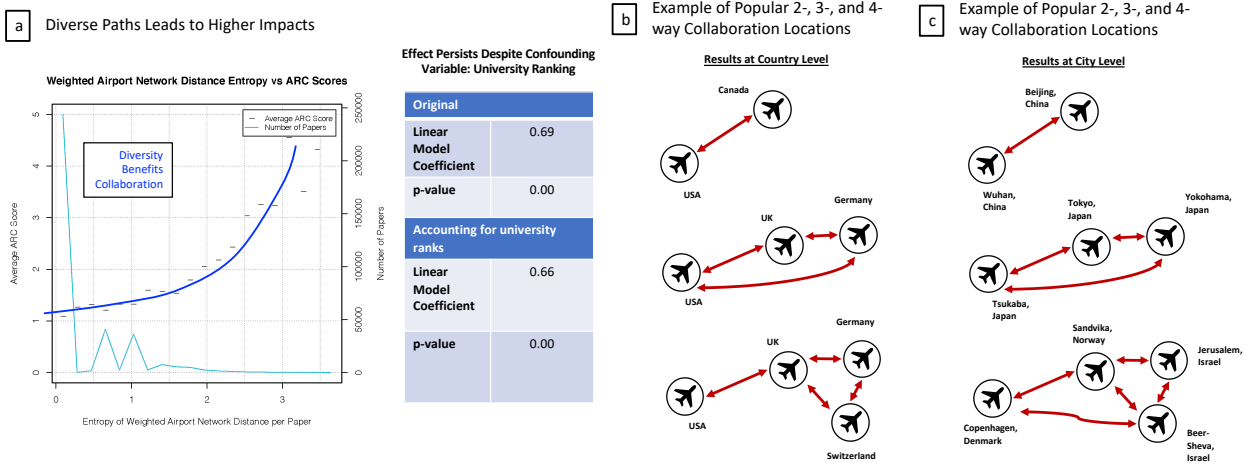 a
Diverse Paths Leads to Higher Impacts
Weighted Airport Network Distance Entropy vs ARC Scores
Average ARC Score
Number of Papers
Diversity
Benefits
Collaboration
5
4
3
2
1
0
250000
200000
150000
100000
50000
0
Average ARC Score
Number of Papers
0
1
2
3
Entropy of Weighted Airport Network Distance per Paper
Effect Persists Despite Confounding
Variable: University Ranking
Original
Linear
Model
Coefficient
0.69
p-value
0.00
Accounting for university
ranks
Linear
Model
Coefficient
0.66
p-value
0.00
b
Example of Popular 2-, 3-, and 4-
way Collaboration Locations
Results at Country Level
Canada
USA
UK
Germany
USA
Germany
UK
USA
Switzerland
c
Example of Popular 2-, 3-, and 4-
way Collaboration Locations
Results at City Level
Beijing,
China
Wuhan,
China
Tokyo,
Japan
Yokohama,
Japan
Tsukaba,
Japan
Sandvika,
Norway
Jerusalem,
Israel
Copenhagen,
Denmark
Beer-
Sheva,
Israel